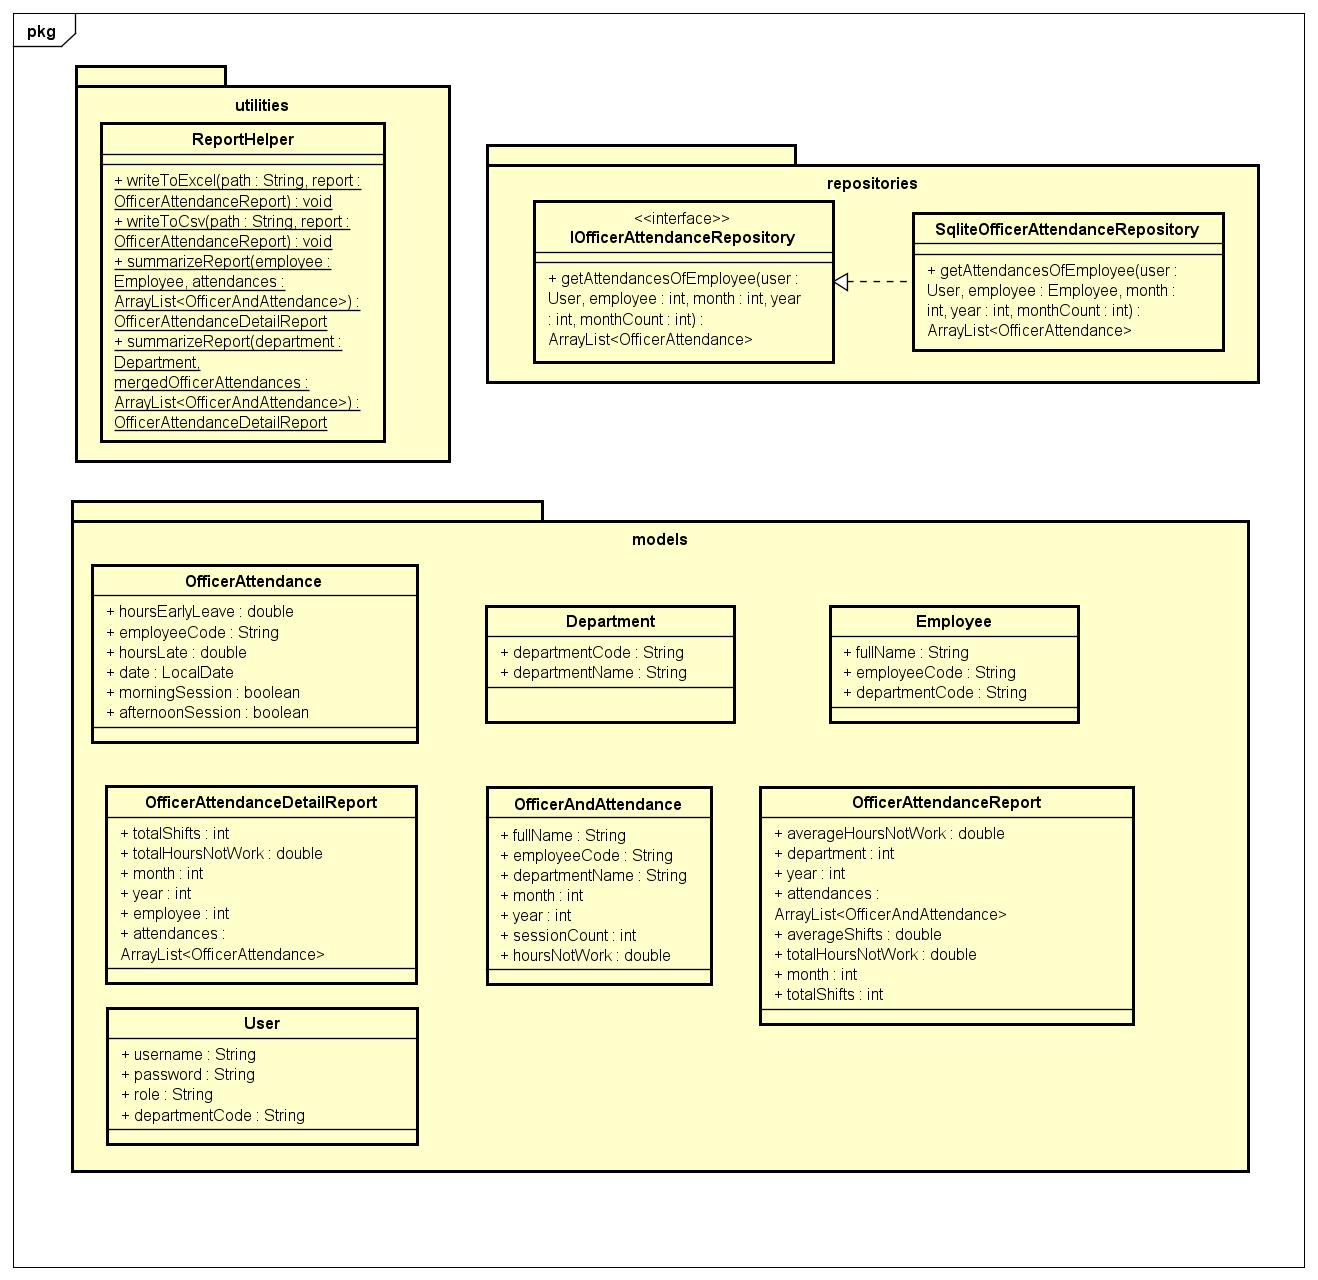 pkg
utilities
ReportHelper
+ writeToExcel(path : String, report :
OfficerAttendanceReport) : void
+ writeToCsv(path : String, report :
OfficerAttendanceReport) : void
+ summarizeReport(employee :
Employee, attendances :
ArrayList<OfficerAndAttendance>) :
OfficerAttendanceDetailReport
+ summarizeReport(department :
Department,
mergedOfficerAttendances :
ArrayList<OfficerAndAttendance>) :
OfficerAttendanceDetailReport
repositories
<<interface>>
IOfficerAttendanceRepository
+ getAttendancesOfEmployee(user :
User, employee : int, month : int, year
: int, monthCount : int) :
ArrayList<OfficerAttendance>
SqliteOfficerAttendanceRepository
+ getAttendancesOfEmployee(user :
User, employee : Employee, month :
int, year : int, monthCount : int) :
ArrayList<OfficerAttendance>
models
OfficerAttendance
+ hoursEarlyLeave : double
+ employeeCode : String
+ hoursLate : double
+ date : LocalDate
+ morningSession : boolean
+ afternoonSession : boolean
Department
+ departmentCode : String
+ departmentName : String
Employee
+ fullName : String
+ employeeCode : String
+ departmentCode : String
OfficerAttendanceDetailReport
+ totalShifts : int
+ totalHoursNotWork : double
+ month : int
+ year : int
+ employee : int
+ attendances :
ArrayList<OfficerAttendance>
OfficerAndAttendance
+ fullName : String
+ employeeCode : String
+ departmentName : String
+ month : int
+ year : int
+ sessionCount : int
+ hoursNotWork : double
OfficerAttendanceReport
+ averageHoursNotWork : double
+ department : int
+ year : int
+ attendances :
ArrayList<OfficerAndAttendance>
+ averageShifts : double
+ totalHoursNotWork : double
+ month : int
+ totalShifts : int
User
+ username : String
+ password : String
+ role : String
+ departmentCode : String